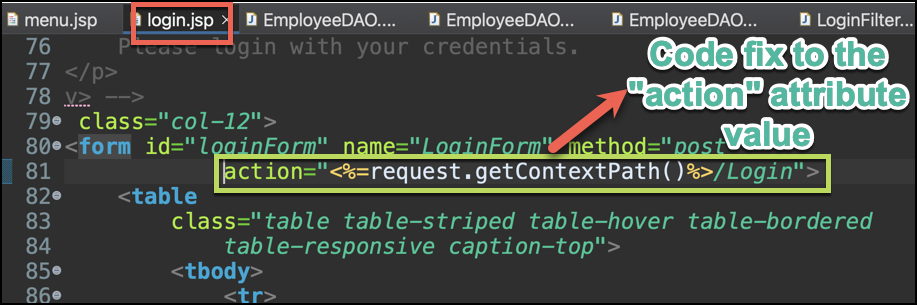 menu.jsp login.jsp × EmployeeDAO.... EmployeeDAO.... EmployeeDAO.... LoginFilter...
76 Please login with your credentials.
77 </p>
78 v> -->
79 class="col-12">
80 <form id="loginForm" name="LoginForm" method="post"
81 action="<%=request.getContextPath()%>/Login">
82 <table
83 class="table table-striped table-hover table-bordered
84 table-responsive caption-top">
85 <tbody>
86 <tr>
Code fix to the
"action" attribute
value